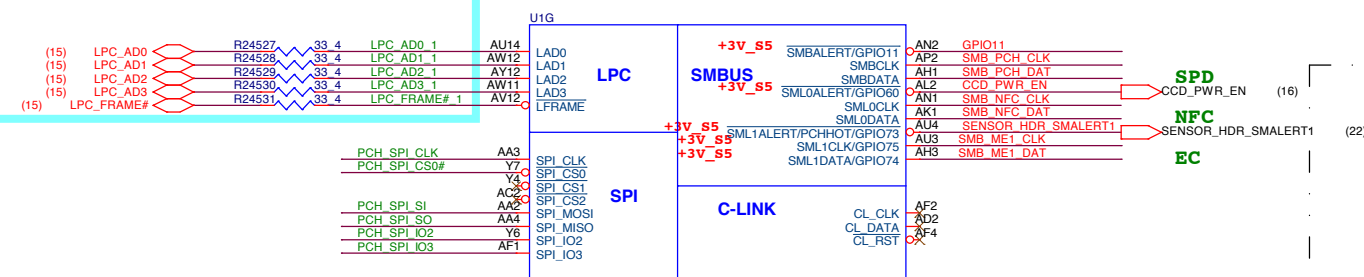 U1G
(15) LPC_AD0 R24527 33_4 LPC_AD0_1 AU14 LAD0
(15) LPC_AD1 R24528 33_4 LPC_AD1_1 AW12 LAD1
(15) LPC_AD2 R24529 33_4 LPC_AD2_1 AY12 LAD2
(15) LPC_AD3 R24530 33_4 LPC_AD3_1 AW11 LAD3
(15) LPC_FRAME# R24531 33_4 LPC_FRAME#_1 AV12 LFRAME
LPC
SMBUS
+3V_S5 SMBALERT/GPIO11 AN2 GPIO11
SMBCLK AP2 SMB_PCH_CLK
SMBDATA AH1 SMB_PCH_DAT
SPD
+3V_S5 SML0ALERT/GPIO60 AL2 CCD_PWR_EN CCD_PWR_EN (16)
SML0CLK AN1 SMB_NFC_CLK
SML0DATA AK1 SMB_NFC_DAT
NFC
+3V_S5 SML1ALERT/PCHHOT/GPIO73 AU4 SENSOR_HDR_SMALERT1 SENSOR_HDR_SMALERT1 (22)
+3V_S5 SML1CLK/GPIO75 AU3 SMB_ME1_CLK
+3V_S5 SML1DATA/GPIO74 AH3 SMB_ME1_DAT
EC
PCH_SPI_CLK AA3 SPI_CLK
PCH_SPI_CS0# Y7 SPI_CS0
Y4 SPI_CS1
AC2 SPI_CS2
PCH_SPI_SI AA2 SPI_MOSI
PCH_SPI_SO AA4 SPI_MISO
PCH_SPI_IO2 Y6 SPI_IO2
PCH_SPI_IO3 AF1 SPI_IO3
SPI
C-LINK
CL_CLK AF2
CL_DATA AD2
CL_RST AF4